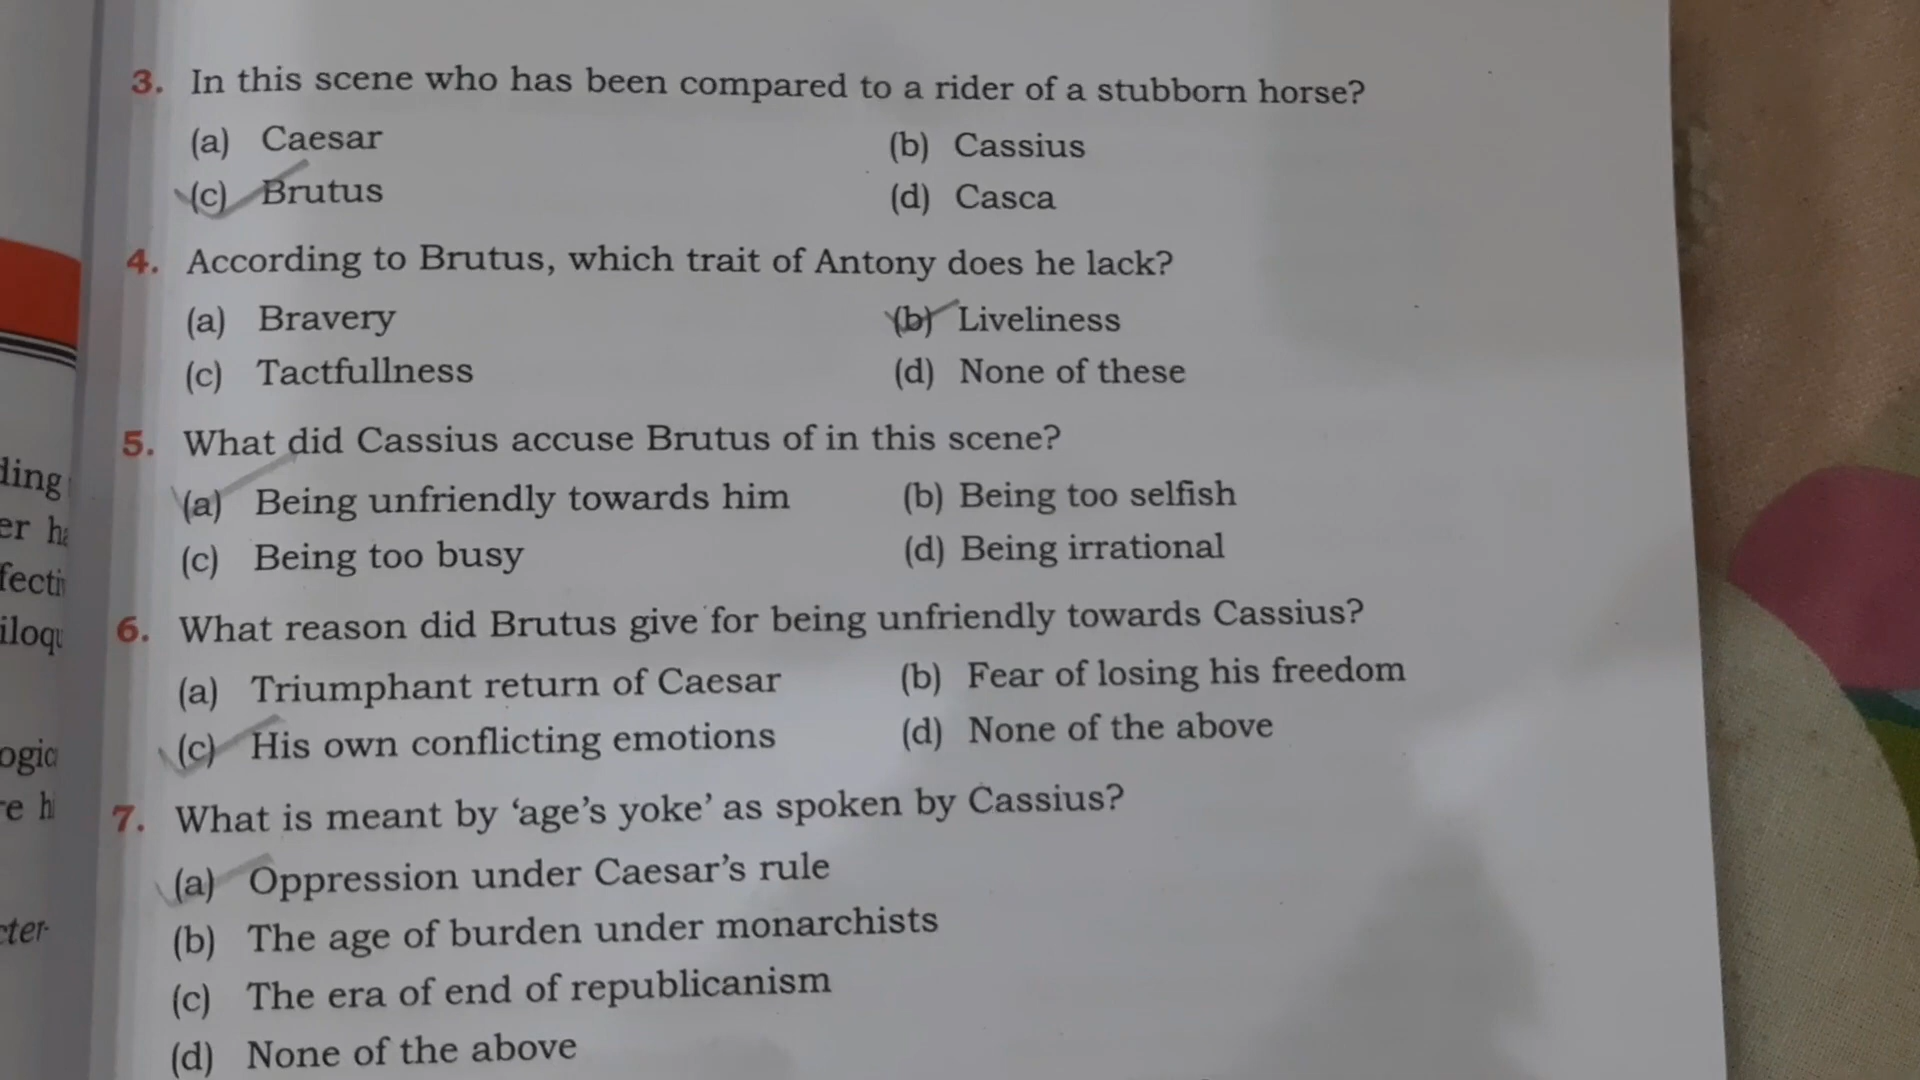 3. In this scene who has been compared to a rider of a stubborn horse?
(a) Caesar (b) Cassius
(c) Brutus (d) Casca
4. According to Brutus, which trait of Antony does he lack?
(a) Bravery (b) Liveliness
(c) Tactfullness (d) None of these
5. What did Cassius accuse Brutus of in this scene?
(a) Being unfriendly towards him (b) Being too selfish
(c) Being too busy (d) Being irrational
6. What reason did Brutus give for being unfriendly towards Cassius?
(a) Triumphant return of Caesar (b) Fear of losing his freedom
(c) His own conflicting emotions (d) None of the above
7. What is meant by ‘age’s yoke’ as spoken by Cassius?
(a) Oppression under Caesar’s rule
(b) The age of burden under monarchists
(c) The era of end of republicanism
(d) None of the above